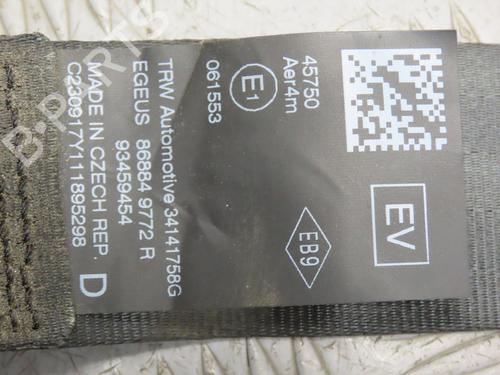 45750
Aer4m
E1
061553
TRW Automotive 34141758G
EGEUS 86884 9772 R
93459454
MADE IN CZECH REP.
C230917Y111895298
D
EV
EB9
B-PARTS